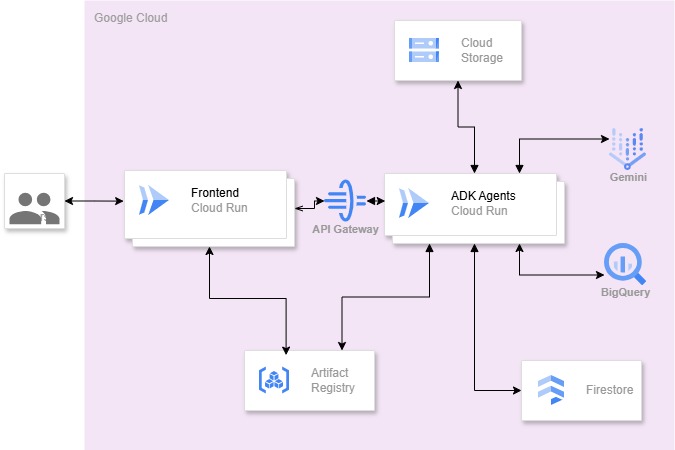 Google Cloud
Cloud
Storage
Gemini
Frontend
Cloud Run
API Gateway
ADK Agents
Cloud Run
BigQuery
Artifact
Registry
Firestore